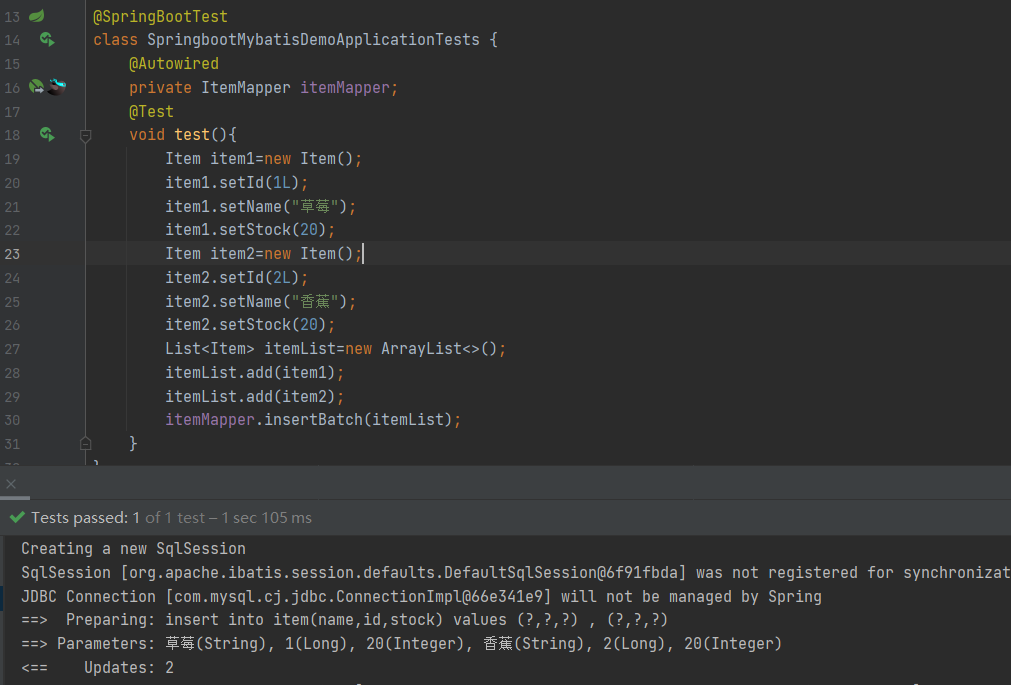 13 @SpringBootTest
14 class SpringbootMybatisDemoApplicationTests {
15 @Autowired
16 private ItemMapper itemMapper;
17 @Test
18 void test(){
19 Item item1=new Item();
20 item1.setId(1L);
21 item1.setName("草莓");
22 item1.setStock(20);
23 Item item2=new Item();
24 item2.setId(2L);
25 item2.setName("香蕉");
26 item2.setStock(20);
27 List<Item> itemList=new ArrayList<>();
28 itemList.add(item1);
29 itemList.add(item2);
30 itemMapper.insertBatch(itemList);
31 }
}
Tests passed: 1 of 1 test – 1 sec 105 ms
Creating a new SqlSession
SqlSession [org.apache.ibatis.session.defaults.DefaultSqlSession@6f91fbda] was not registered for synchronizat
JDBC Connection [com.mysql.cj.jdbc.ConnectionImpl@66e341e9] will not be managed by Spring
==>  Preparing: insert into item(name,id,stock) values (?,?,?) , (?,?,?)
==> Parameters: 草莓(String), 1(Long), 20(Integer), 香蕉(String), 2(Long), 20(Integer)
<==    Updates: 2